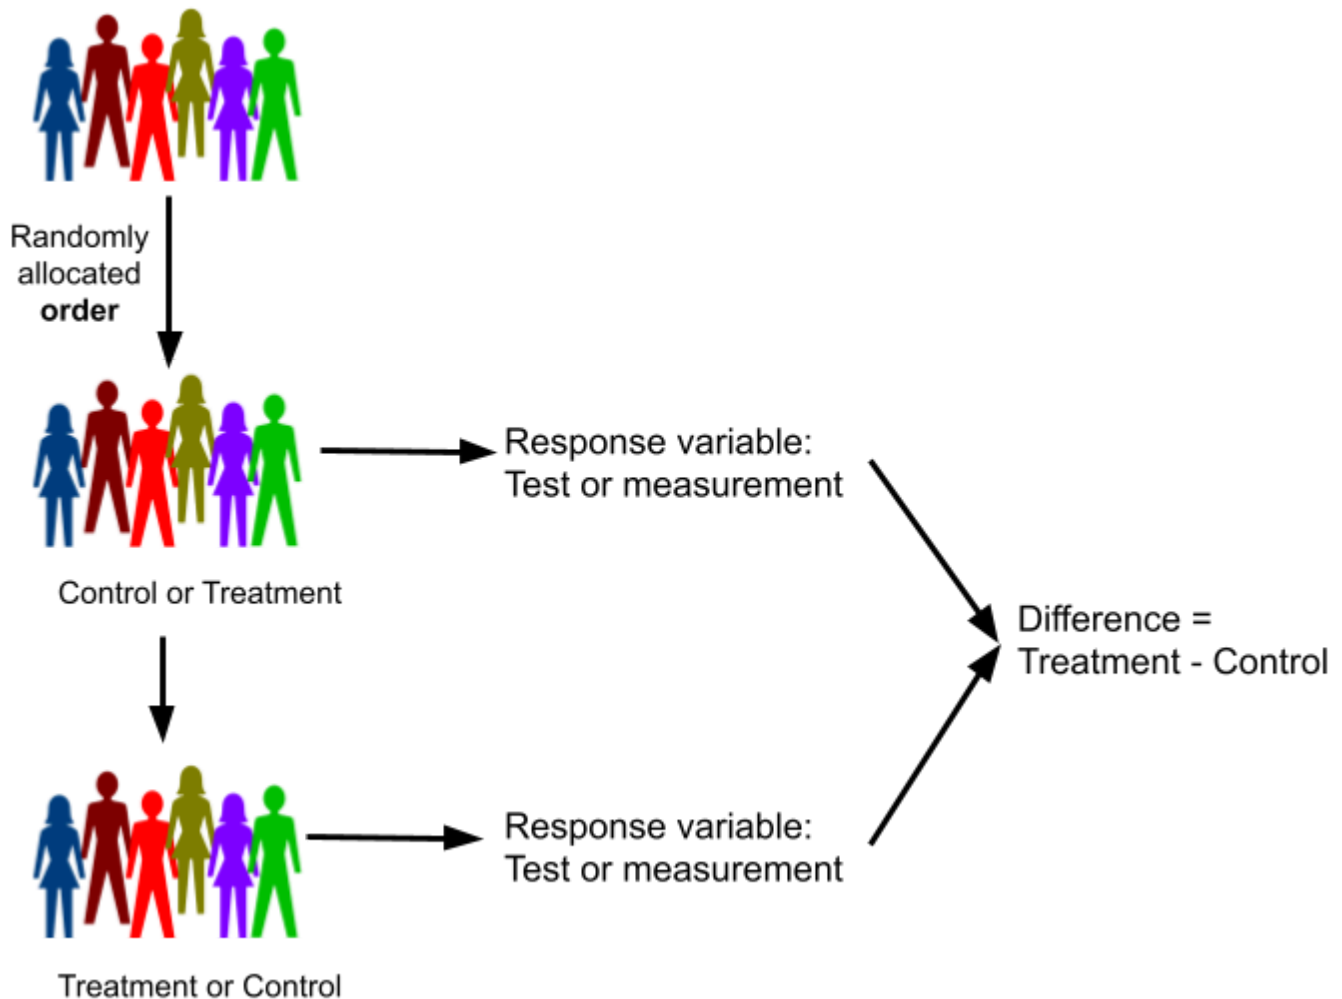 Randomly
allocated
order
Response variable:
Test or measurement
Control or Treatment
Difference =
Treatment - Control
Response variable:
Test or measurement
Treatment or Control